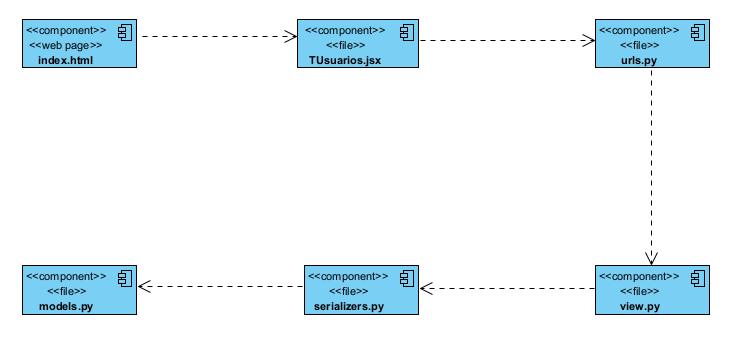 <<component>>
<<web page>>
index.html
<<component>>
<<file>>
TUsuarios.jsx
<<component>>
<<file>>
urls.py
<<component>>
<<file>>
models.py
<<component>>
<<file>>
serializers.py
<<component>>
<<file>>
view.py